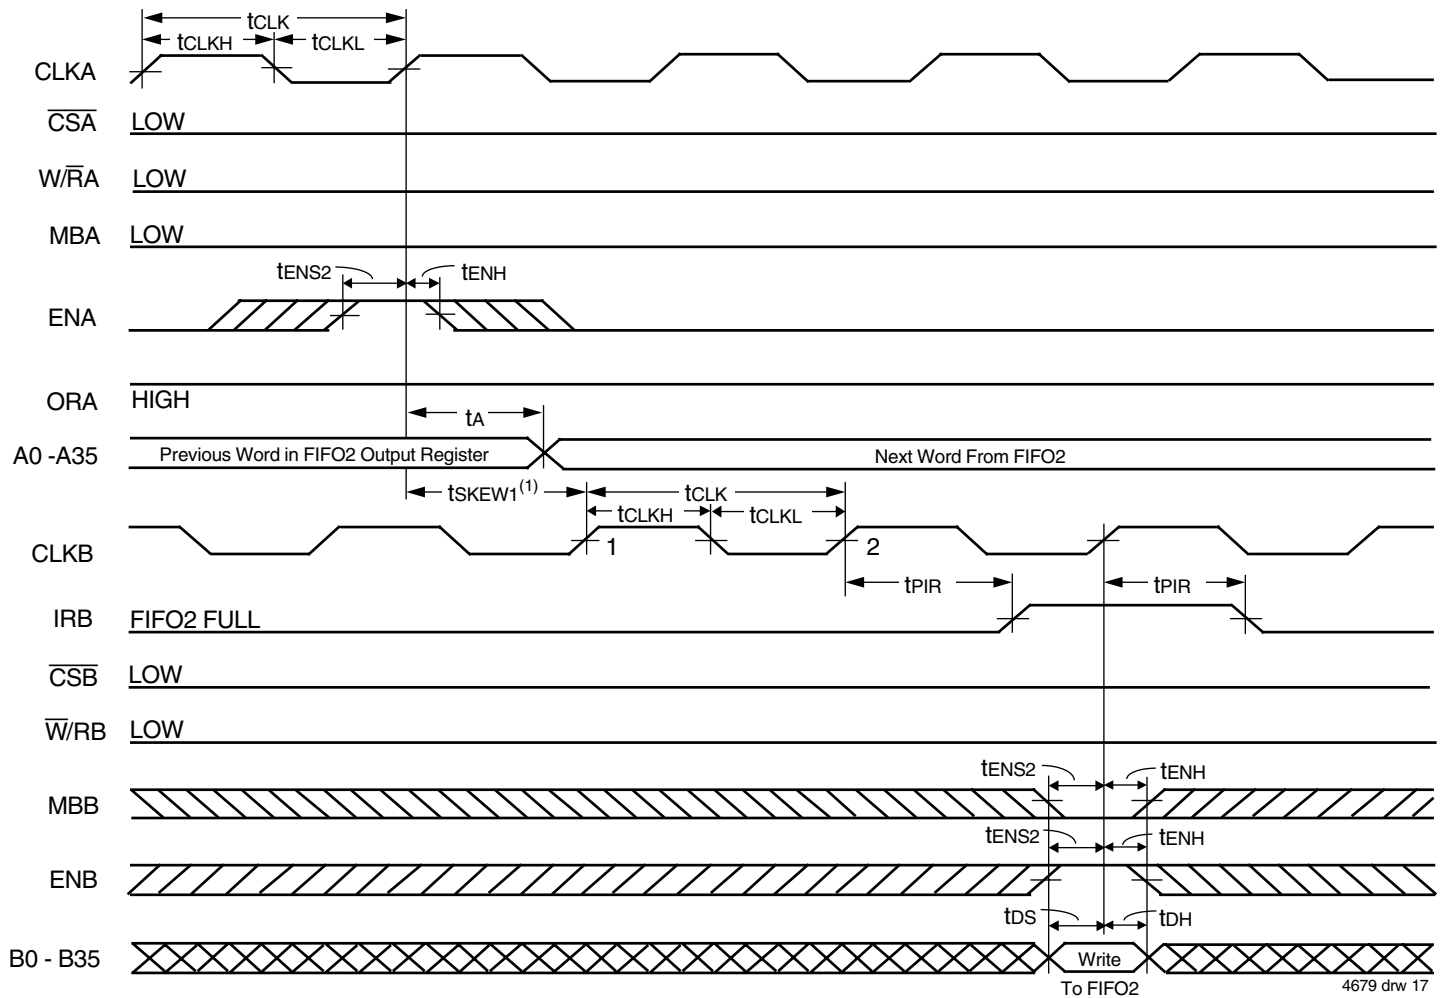 tCLK
tCLKH tCLKL
CLKA
CSA LOW
W/RA LOW
MBA LOW
tENS2 tENH
ENA
ORA HIGH
tA
A0 -A35 Previous Word in FIFO2 Output Register Next Word From FIFO2
tSKEW1(1) tCLK
tCLKH tCLKL
CLKB 1 2
tPIR tPIR
IRB FIFO2 FULL
CSB LOW
W/RB LOW
tENS2 tENH
MBB
tENS2 tENH
ENB
tDS tDH
B0 - B35 Write
To FIFO2 4679 drw 17